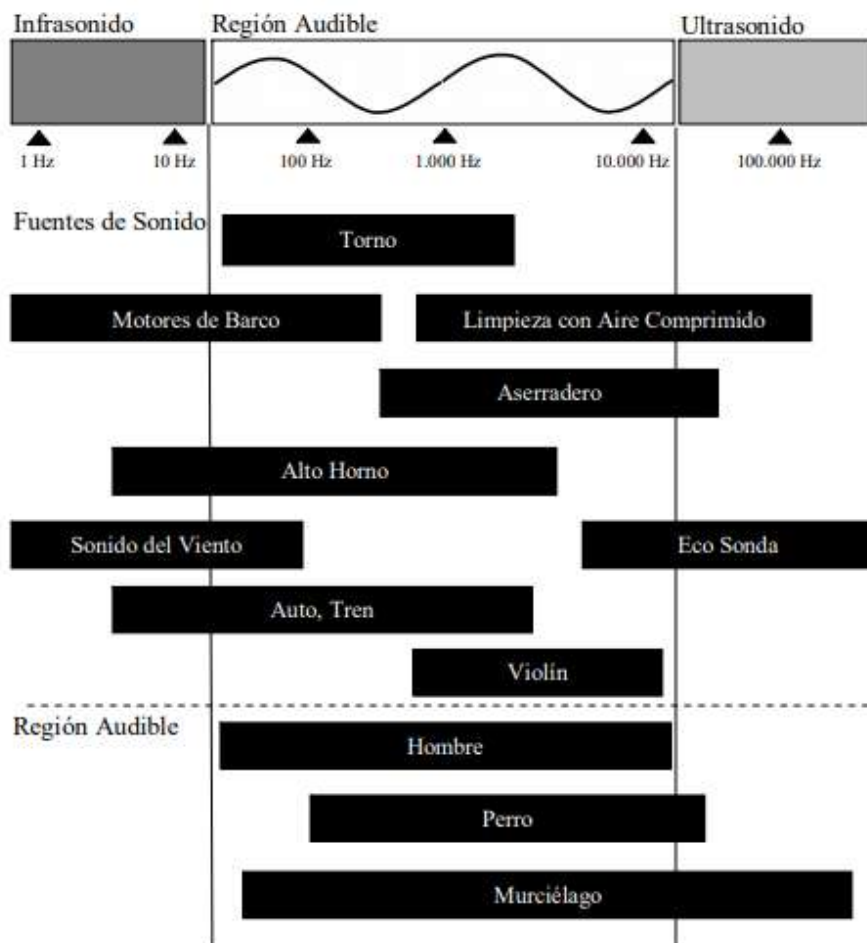 Infrasonido Región Audible Ultrasonido
1 Hz 10 Hz 100 Hz 1.000 Hz 10.000 Hz 100.000 Hz
Fuentes de Sonido
Torno
Motores de Barco Limpieza con Aire Comprimido
Aserradero
Alto Horno
Sonido del Viento Eco Sonda
Auto, Tren
Violín
Región Audible
Hombre
Perro
Murciélago